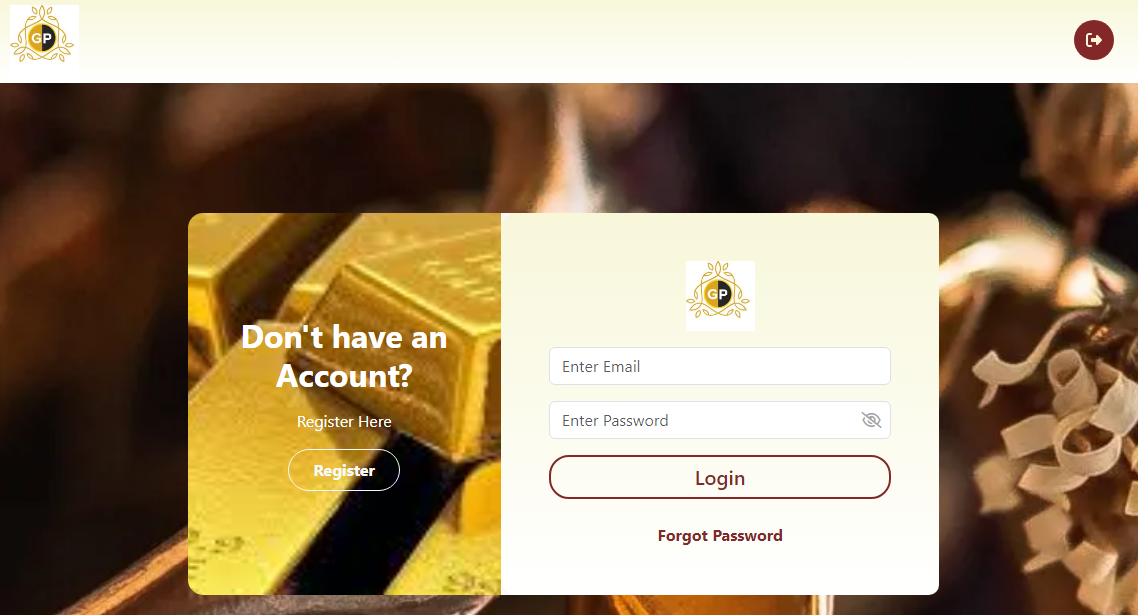 GP
Don't have an
Account?
Register Here
Register
GP
Enter Email
Enter Password
Login
Forgot Password